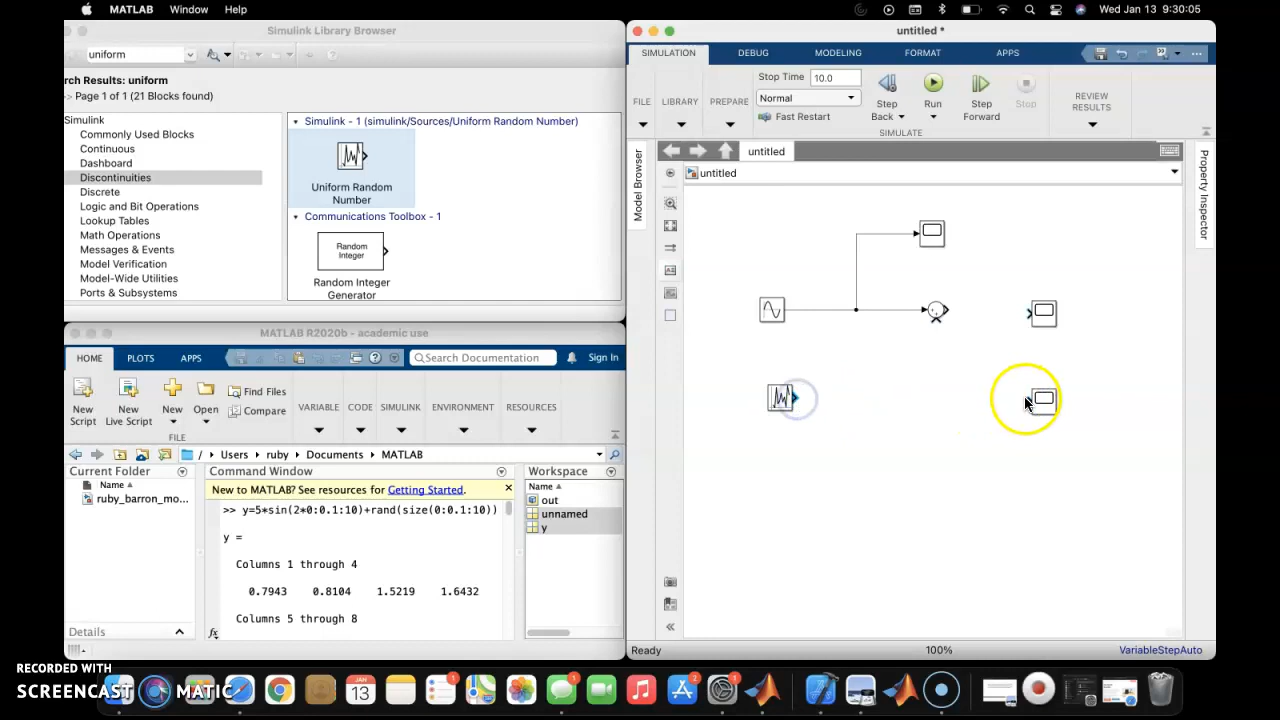 MATLAB Window Help Wed Jan 13 9:30:05
Simulink Library Browser
uniform
rch Results: uniform
Page 1 of 1 (21 Blocks found)
Simulink
Commonly Used Blocks
Continuous
Dashboard
Discontinuities
Discrete
Logic and Bit Operations
Lookup Tables
Math Operations
Messages & Events
Model Verification
Model-Wide Utilities
Ports & Subsystems
Simulink - 1 (simulink/Sources/Uniform Random Number)
Uniform Random
Number
Communications Toolbox - 1
Random
Integer
Random Integer
Generator
untitled *
SIMULATION DEBUG MODELING FORMAT APPS
FILE
LIBRARY
PREPARE
Stop Time 10.0
Normal
Fast Restart
Step
Back
Run
Step
Forward
Stop
SIMULATE
REVIEW
RESULTS
untitled
untitled
Model Browser
Property Inspector
Ready 100% VariableStepAuto
MATLAB R2020b - academic use
HOME PLOTS APPS Search Documentation Sign In
New
Script
New
Live Script
New
Open
Find Files
Compare
FILE
VARIABLE
CODE
SIMULINK
ENVIRONMENT
RESOURCES
/ Users ruby Documents MATLAB
Current Folder
Name
ruby_barron_mo...
Details
Command Window
New to MATLAB? See resources for Getting Started.
>> y=5*sin(2*0:0.1:10)+rand(size(0:0.1:10))
y =
Columns 1 through 4
0.7943 0.8104 1.5219 1.6432
Columns 5 through 8
fx
Workspace
Name
out
unnamed
y
RECORDED WITH
SCREENCAST MATIC
JAN
13
1
1
2
1